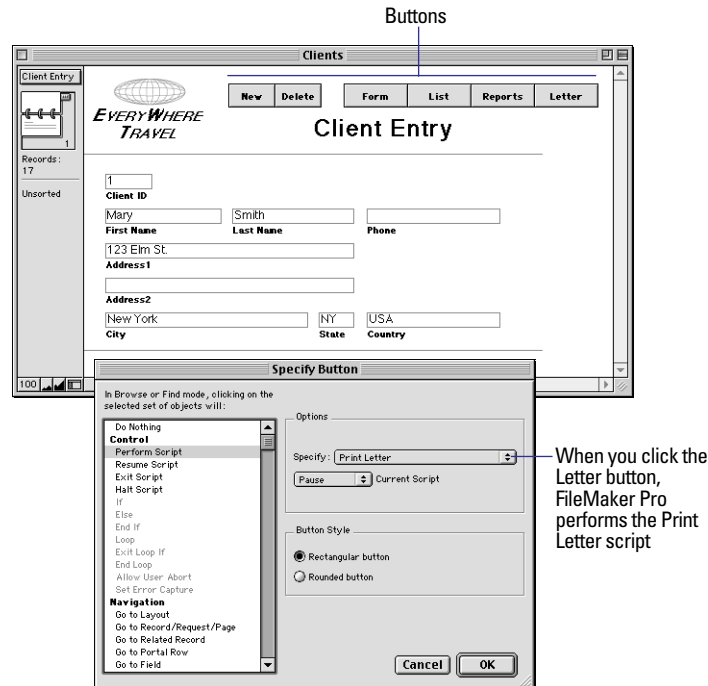 Buttons
Clients
Client Entry
New Delete Form List Reports Letter
EVERYWHERE
TRAVEL
Client Entry
1
Records:
17
Unsorted
1
Client ID
Mary Smith
First Name Last Name Phone
123 Elm St.
Address1
Address2
New York NY USA
City State Country
100
Specify Button
In Browse or Find mode, clicking on the
selected set of objects will:
Do Nothing
Control
Perform Script
Resume Script
Exit Script
Halt Script
If
Else
End If
Loop
Exit Loop If
End Loop
Allow User Abort
Set Error Capture
Navigation
Go to Layout
Go to Record/Request/Page
Go to Related Record
Go to Portal Row
Go to Field
Options
Specify: Print Letter
Pause Current Script
Button Style
Rectangular button
Rounded button
Cancel OK
When you click the
Letter button,
FileMaker Pro
performs the Print
Letter script